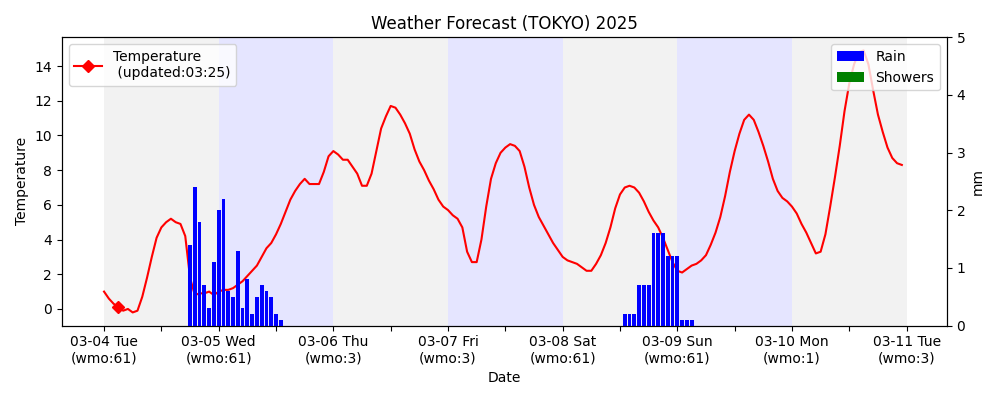 Weather Forecast (TOKYO) 2025
Temperature
(updated:03:25)
Rain
Showers
Temperature
14
12
10
8
6
4
2
0
5
4
3
2
1
0
mm
03-04 Tue
(wmo:61)
03-05 Wed
(wmo:61)
03-06 Thu
(wmo:3)
03-07 Fri
(wmo:3)
03-08 Sat
(wmo:61)
03-09 Sun
(wmo:61)
03-10 Mon
(wmo:1)
03-11 Tue
(wmo:3)
Date